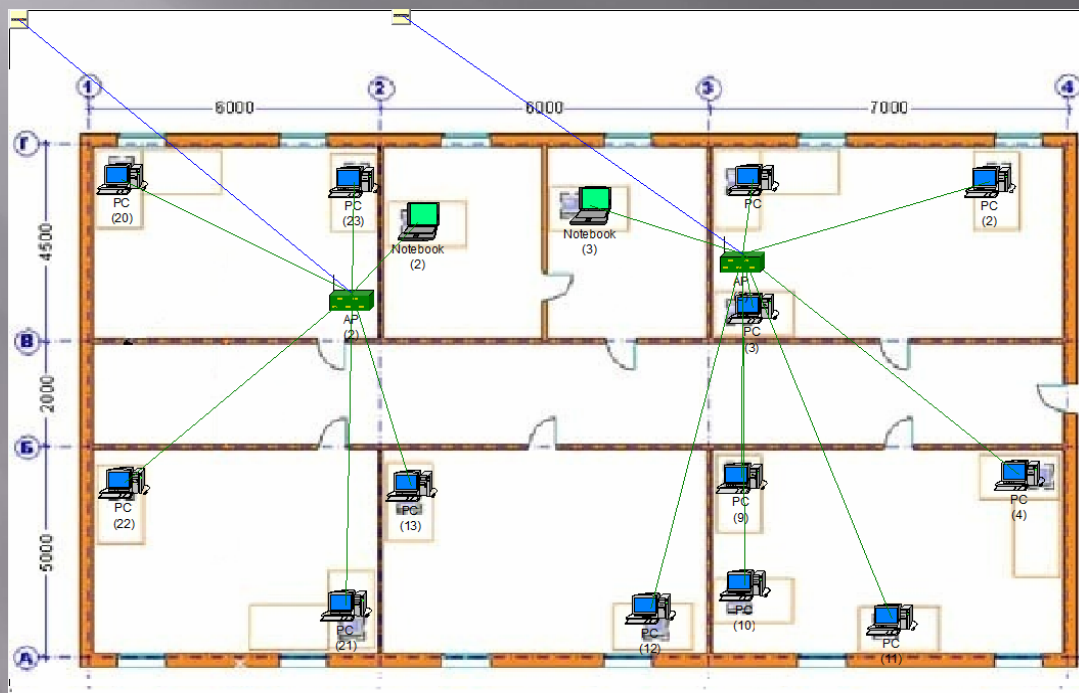 1
2
3
4
6000
6000
7000
Г
4500
В
2000
Б
5000
А
PC
(20)
PC
(23)
Notebook
(2)
Notebook
(3)
PC
PC
(2)
AP
(2)
AP
PC
(3)
PC
(22)
PC
(13)
PC
(9)
PC
(4)
PC
(21)
PC
(12)
PC
(10)
PC
(11)